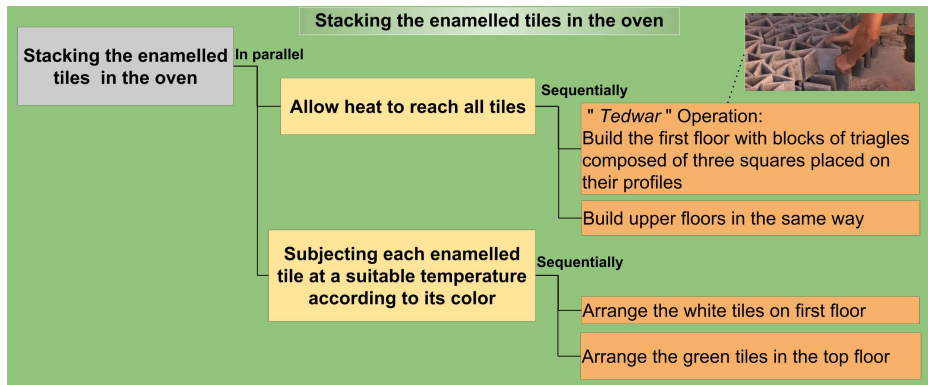 Stacking the enamelled tiles in the oven
Stacking the enamelled
tiles in the oven
In parallel
Allow heat to reach all tiles
Sequentially
" Tedwar " Operation:
Build the first floor with blocks of triagles
composed of three squares placed on
their profiles
Build upper floors in the same way
Subjecting each enamelled
tile at a suitable temperature
according to its color
Sequentially
Arrange the white tiles on first floor
Arrange the green tiles in the top floor